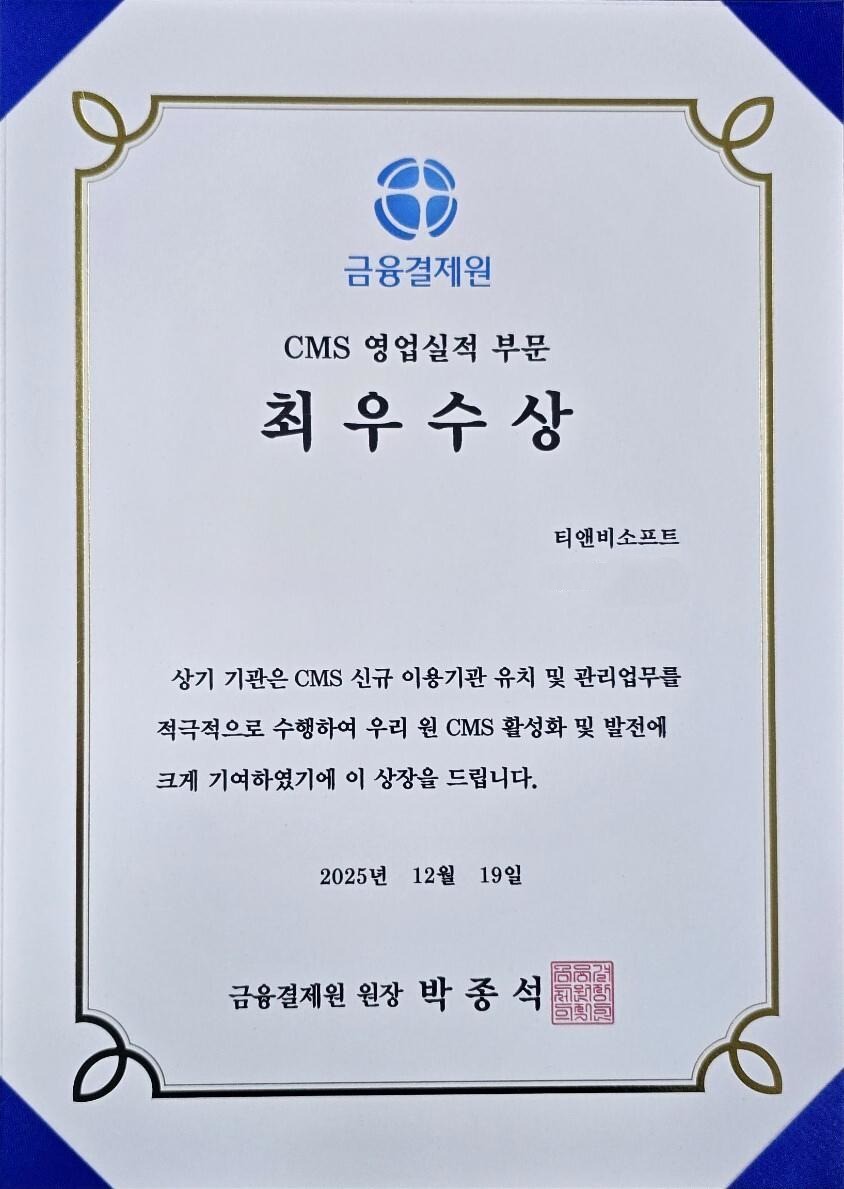 금융결제원
CMS 영업실적 부문
최우수상
티앤비소프트
상기 기관은 CMS 신규 이용기관 유치 및 관리업무를
적극적으로 수행하여 우리 원 CMS 활성화 및 발전에
크게 기여하였기에 이 상장을 드립니다.
2025년 12월 19일
금융결제원 원장 박종석